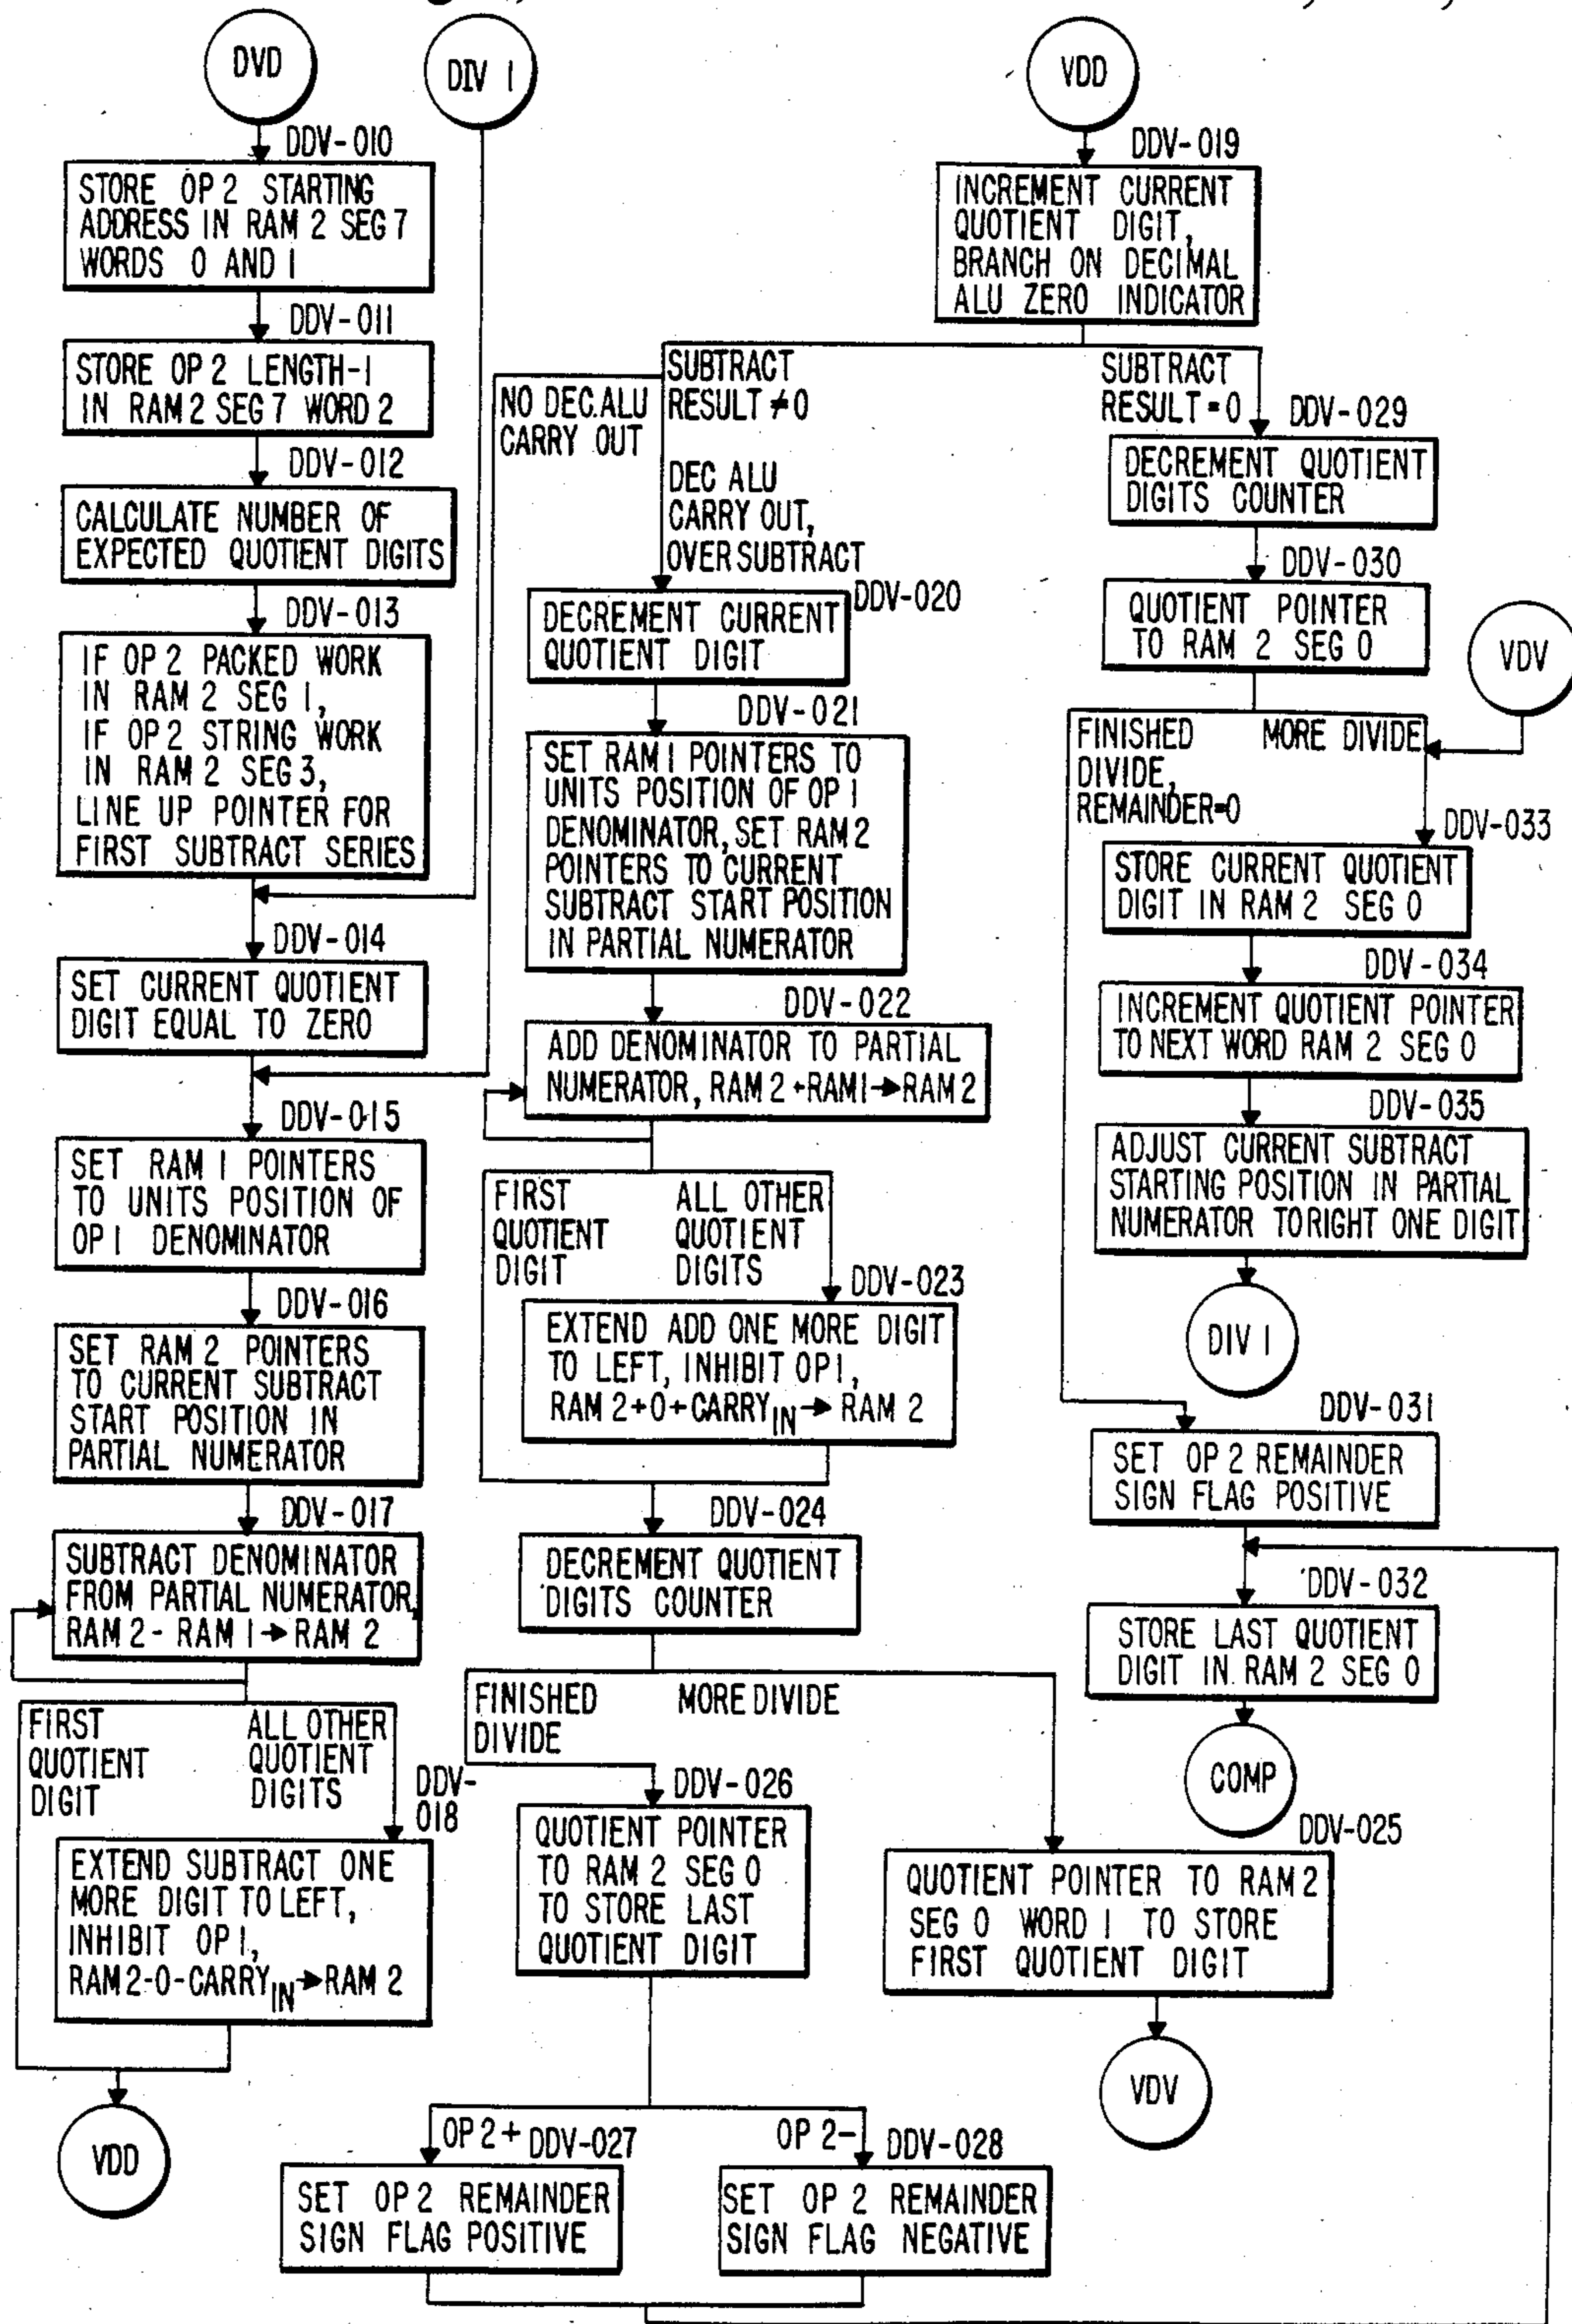 DVD
DDV-010
STORE OP 2 STARTING
ADDRESS IN RAM 2 SEG 7
WORDS 0 AND 1
DDV-011
STORE OP 2 LENGTH-1
IN RAM 2 SEG 7 WORD 2
DDV-012
CALCULATE NUMBER OF
EXPECTED QUOTIENT DIGITS
DDV-013
IF OP 2 PACKED WORK
IN RAM 2 SEG 1,
IF OP 2 STRING WORK
IN RAM 2 SEG 3,
LINE UP POINTER FOR
FIRST SUBTRACT SERIES
DIV 1
DDV-014
SET CURRENT QUOTIENT
DIGIT EQUAL TO ZERO
DDV-015
SET RAM 1 POINTERS
TO UNITS POSITION OF
OP 1 DENOMINATOR
DDV-016
SET RAM 2 POINTERS
TO CURRENT SUBTRACT
START POSITION IN
PARTIAL NUMERATOR
DDV-017
SUBTRACT DENOMINATOR
FROM PARTIAL NUMERATOR,
RAM 2 - RAM 1 → RAM 2
FIRST
QUOTIENT
DIGIT
ALL OTHER
QUOTIENT
DIGITS
DDV-
018
EXTEND SUBTRACT ONE
MORE DIGIT TO LEFT,
INHIBIT OP 1,
RAM 2-0-CARRY IN → RAM 2
VDD
VDD
DDV-019
INCREMENT CURRENT
QUOTIENT DIGIT,
BRANCH ON DECIMAL
ALU ZERO INDICATOR
NO DEC. ALU
CARRY OUT
SUBTRACT
RESULT ≠ 0
DEC ALU
CARRY OUT,
OVER SUBTRACT
DDV-020
DECREMENT CURRENT
QUOTIENT DIGIT
DDV-021
SET RAM 1 POINTERS TO
UNITS POSITION OF OP 1
DENOMINATOR, SET RAM 2
POINTERS TO CURRENT
SUBTRACT START POSITION
IN PARTIAL NUMERATOR
DDV-022
ADD DENOMINATOR TO PARTIAL
NUMERATOR, RAM 2 + RAM 1 → RAM 2
FIRST
QUOTIENT
DIGIT
ALL OTHER
QUOTIENT
DIGITS
DDV-023
EXTEND ADD ONE MORE DIGIT
TO LEFT, INHIBIT OP 1,
RAM 2+0+CARRY IN → RAM 2
DDV-024
DECREMENT QUOTIENT
DIGITS COUNTER
FINISHED
DIVIDE
MORE DIVIDE
DDV-026
QUOTIENT POINTER
TO RAM 2 SEG 0
TO STORE LAST
QUOTIENT DIGIT
OP 2+
DDV-027
SET OP 2 REMAINDER
SIGN FLAG POSITIVE
OP 2-
DDV-028
SET OP 2 REMAINDER
SIGN FLAG NEGATIVE
SUBTRACT
RESULT = 0
DDV-029
DECREMENT QUOTIENT
DIGITS COUNTER
DDV-030
QUOTIENT POINTER
TO RAM 2 SEG 0
VDV
FINISHED
DIVIDE,
REMAINDER=0
MORE DIVIDE
DDV-033
STORE CURRENT QUOTIENT
DIGIT IN RAM 2 SEG 0
DDV-034
INCREMENT QUOTIENT POINTER
TO NEXT WORD RAM 2 SEG 0
DDV-035
ADJUST CURRENT SUBTRACT
STARTING POSITION IN PARTIAL
NUMERATOR TO RIGHT ONE DIGIT
DIV 1
DDV-031
SET OP 2 REMAINDER
SIGN FLAG POSITIVE
DDV-032
STORE LAST QUOTIENT
DIGIT IN RAM 2 SEG 0
COMP
DDV-025
QUOTIENT POINTER TO RAM 2
SEG 0 WORD 1 TO STORE
FIRST QUOTIENT DIGIT
VDV